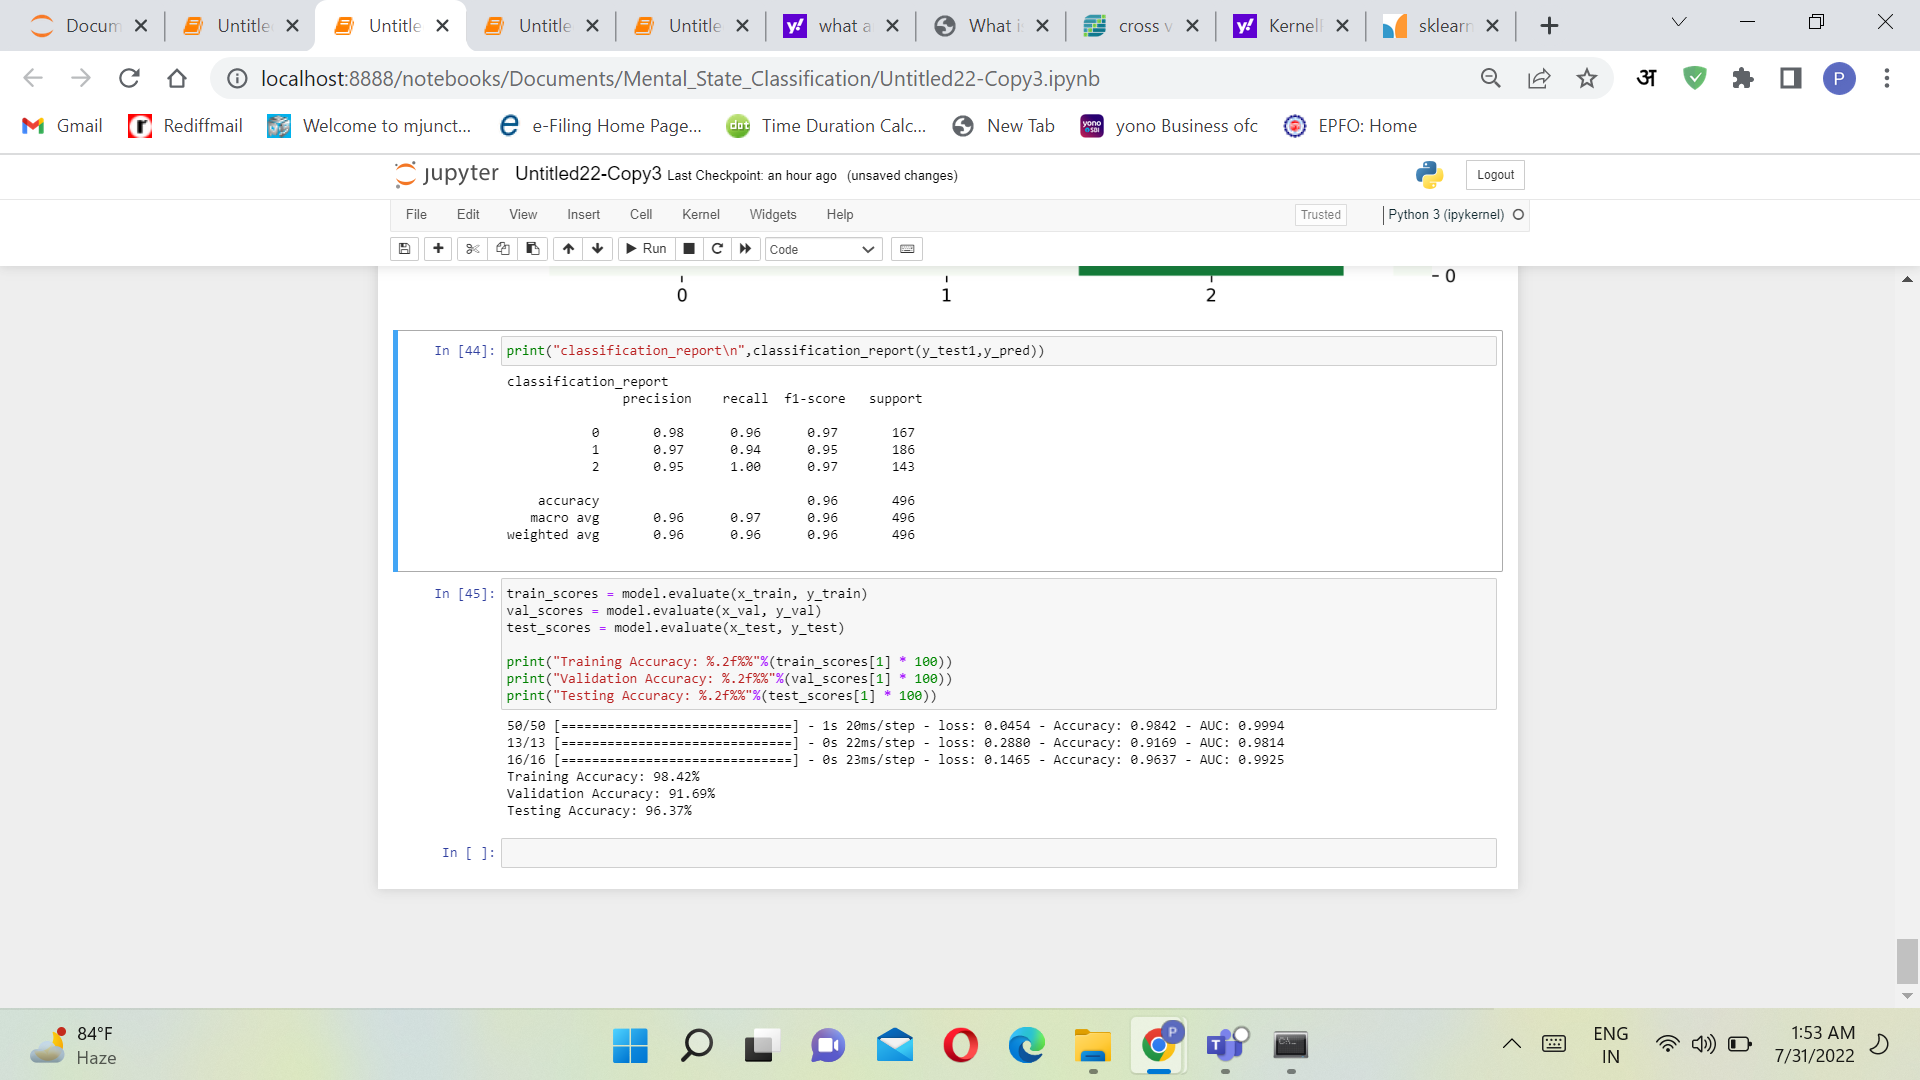 Docum Untitle Untitle Untitle Untitle what a What i cross v Kernell sklearn
localhost:8888/notebooks/Documents/Mental_State_Classification/Untitled22-Copy3.ipynb अ P
Gmail Rediffmail Welcome to mjunct... e-Filing Home Page... dot Time Duration Calc... New Tab yono SBI yono Business ofc EPFO: Home
jupyter Untitled22-Copy3 Last Checkpoint: an hour ago (unsaved changes) Logout
File Edit View Insert Cell Kernel Widgets Help Trusted Python 3 (ipykernel)
Run Code
- 0
0 1 2
In [44]: print("classification_report\n",classification_report(y_test1,y_pred))
classification_report
precision recall f1-score support
0 0.98 0.96 0.97 167
1 0.97 0.94 0.95 186
2 0.95 1.00 0.97 143
accuracy 0.96 496
macro avg 0.96 0.97 0.96 496
weighted avg 0.96 0.96 0.96 496
In [45]: train_scores = model.evaluate(x_train, y_train)
val_scores = model.evaluate(x_val, y_val)
test_scores = model.evaluate(x_test, y_test)
print("Training Accuracy: %.2f%%"%(train_scores[1] * 100))
print("Validation Accuracy: %.2f%%"%(val_scores[1] * 100))
print("Testing Accuracy: %.2f%%"%(test_scores[1] * 100))
50/50 [==============================] - 1s 20ms/step - loss: 0.0454 - Accuracy: 0.9842 - AUC: 0.9994
13/13 [==============================] - 0s 22ms/step - loss: 0.2880 - Accuracy: 0.9169 - AUC: 0.9814
16/16 [==============================] - 0s 23ms/step - loss: 0.1465 - Accuracy: 0.9637 - AUC: 0.9925
Training Accuracy: 98.42%
Validation Accuracy: 91.69%
Testing Accuracy: 96.37%
In [ ]:
84°F
Haze
ENG
IN
1:53 AM
7/31/2022